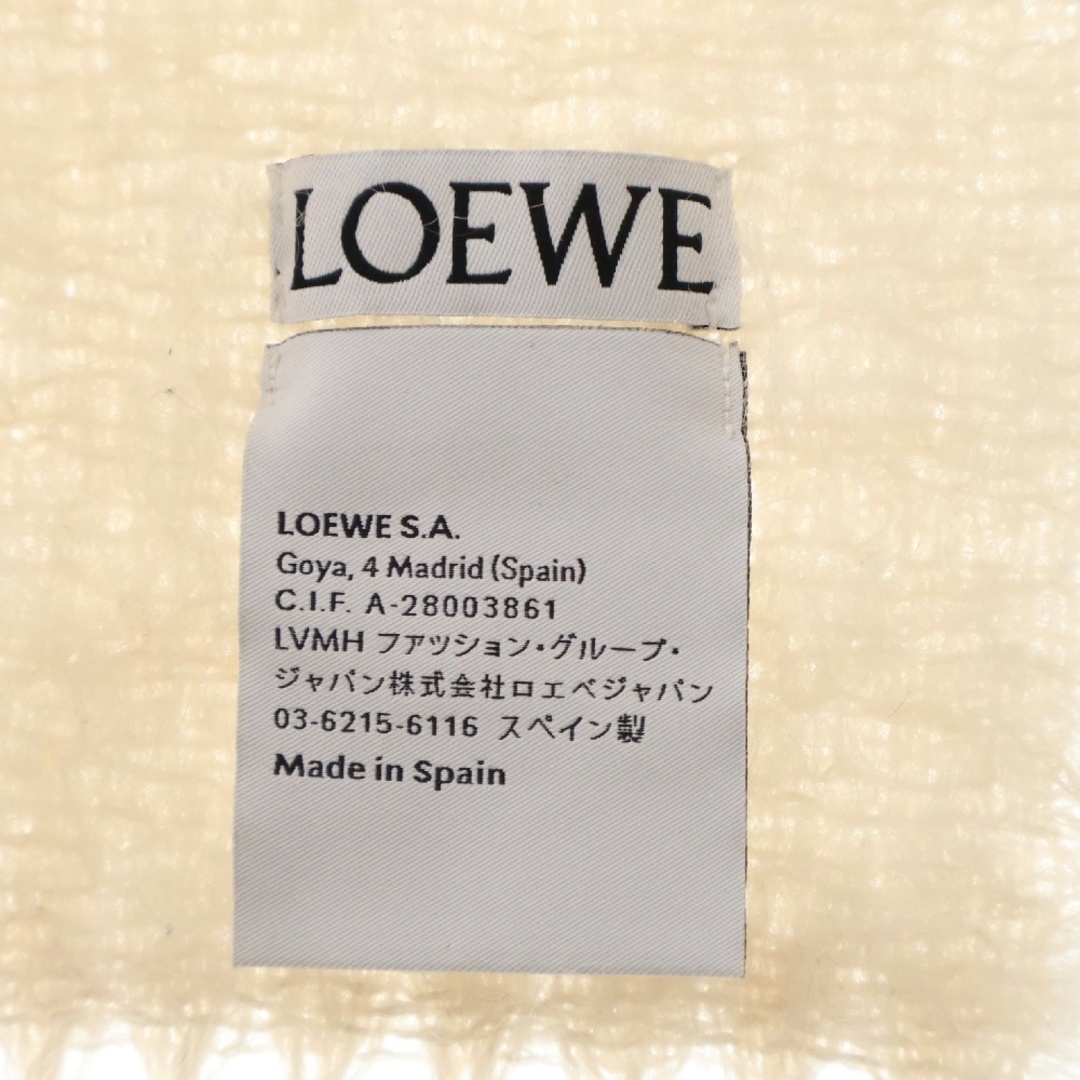 LOEWE
LOEWE S.A.
Goya, 4 Madrid (Spain)
C.I.F. A-28003861
LVMH ファッション・グループ・
ジャパン株式会社ロエベジャパン
03-6215-6116 スペイン製
Made in Spain